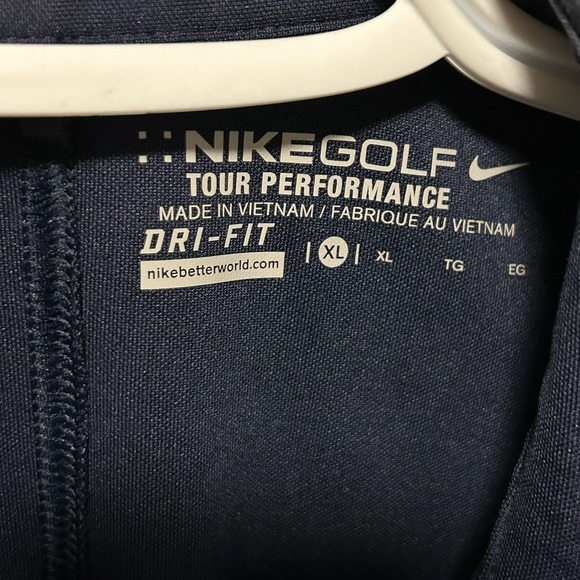 NIKEGOLF
TOUR PERFORMANCE
MADE IN VIETNAM / FABRIQUE AU VIETNAM
DRI-FIT
nikebetterworld.com
| XL | XL TG EG